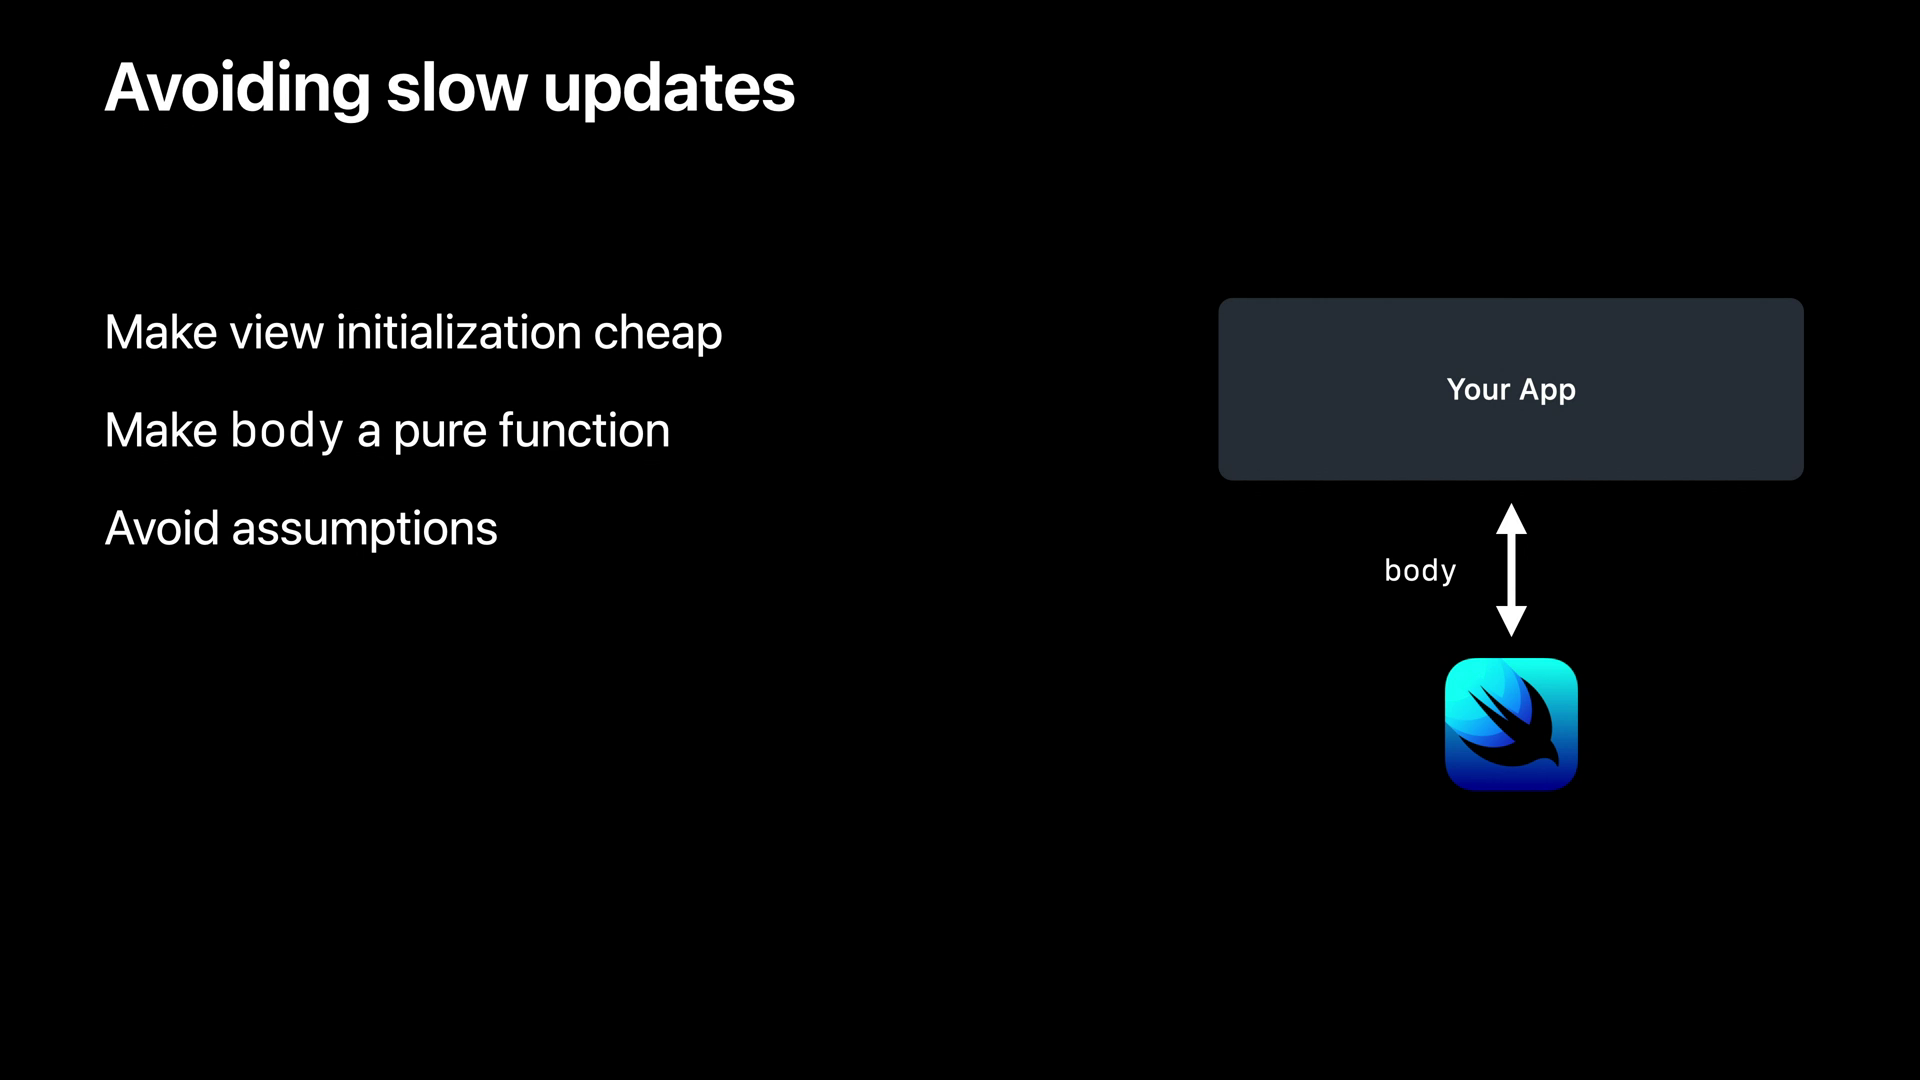 Avoiding slow updates
Make view initialization cheap
Make body a pure function
Avoid assumptions
Your App
body